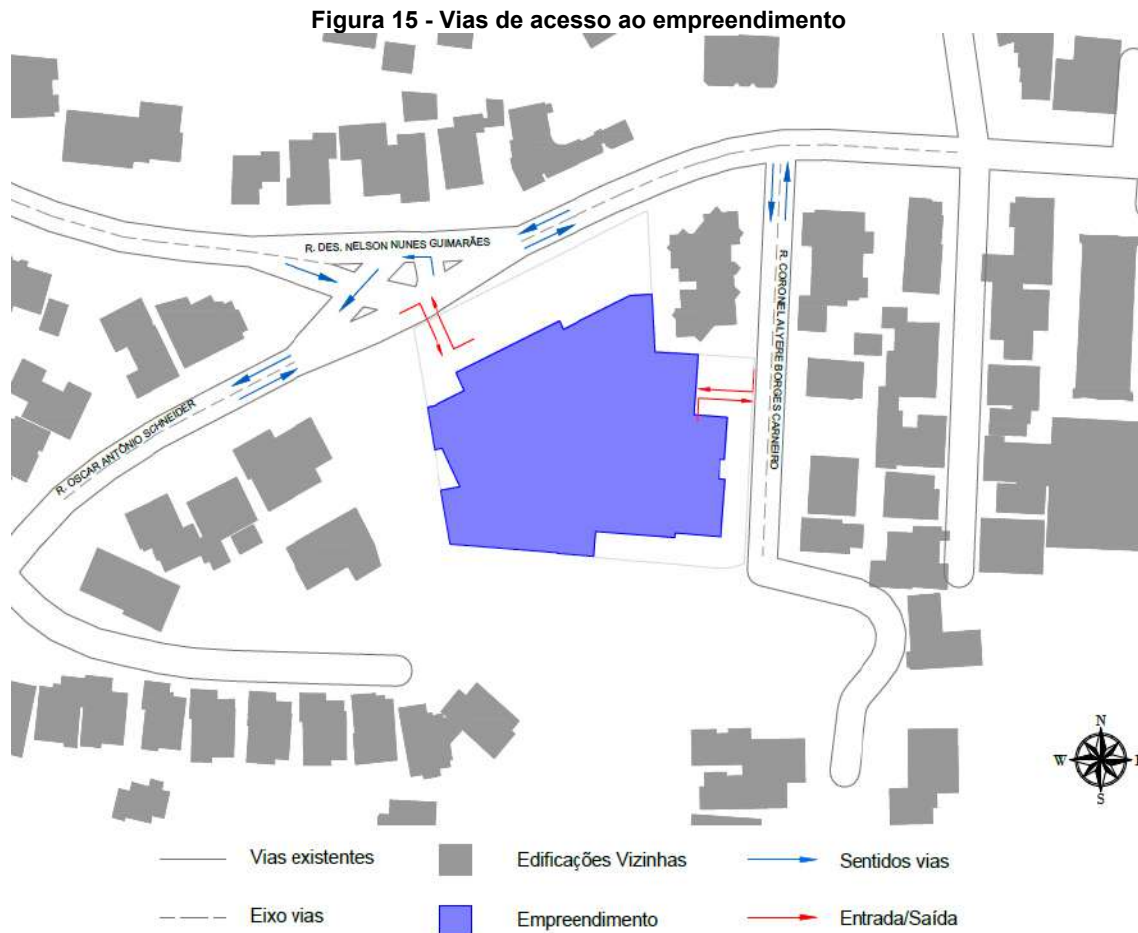 Figura 15 - Vias de acesso ao empreendimento
R. DES. NELSON NUNES GUIMARÃES
R. CORONEL ALYERE BORGES CARNEIRO
R. OSCAR ANTÔNIO SCHNEIDER
N
W
E
S
Vias existentes
Edificações Vizinhas
Sentidos vias
Eixo vias
Empreendimento
Entrada/Saída